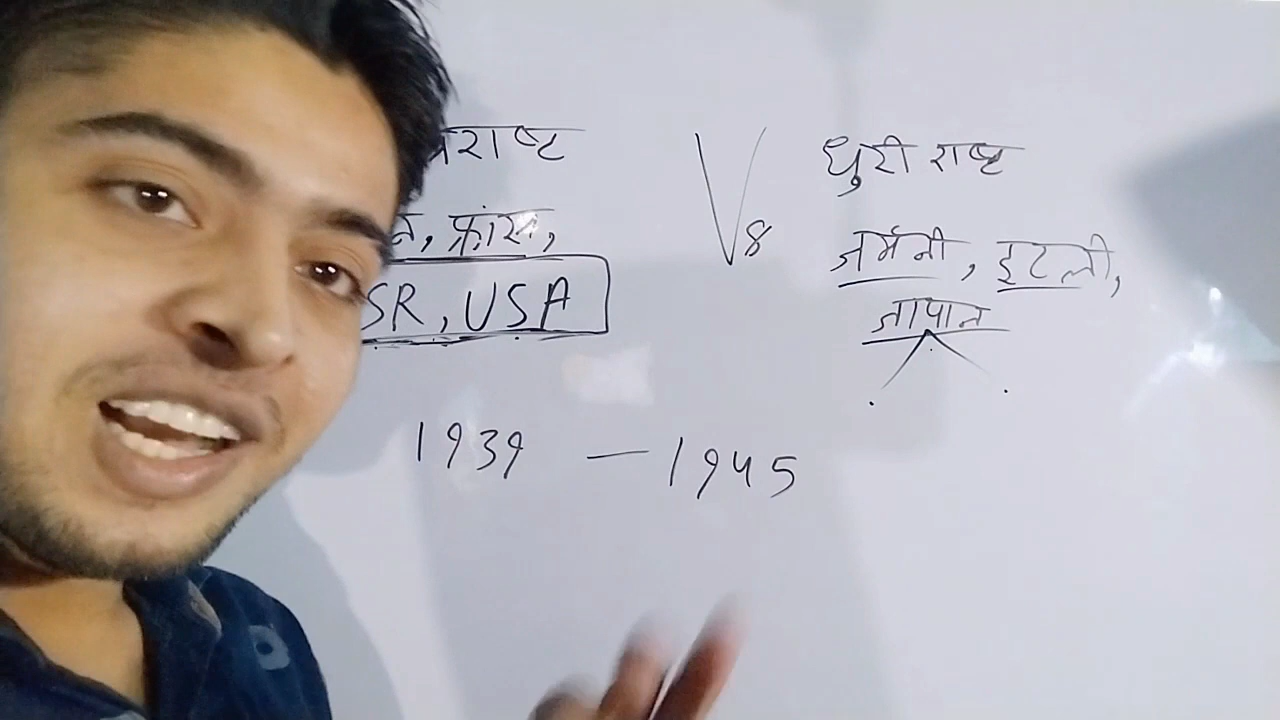 राष्ट
फ्रांस,
SR, USA
Vs
धुरी राष्ट
जर्मनी, इटली,
जापान
1939 — 1945